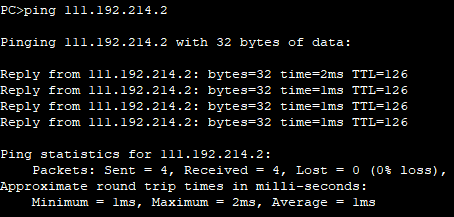 PC>ping 111.192.214.2
Pinging 111.192.214.2 with 32 bytes of data:
Reply from 111.192.214.2: bytes=32 time=2ms TTL=126
Reply from 111.192.214.2: bytes=32 time=1ms TTL=126
Reply from 111.192.214.2: bytes=32 time=1ms TTL=126
Reply from 111.192.214.2: bytes=32 time=1ms TTL=126
Ping statistics for 111.192.214.2:
Packets: Sent = 4, Received = 4, Lost = 0 (0% loss),
Approximate round trip times in milli-seconds:
Minimum = 1ms, Maximum = 2ms, Average = 1ms